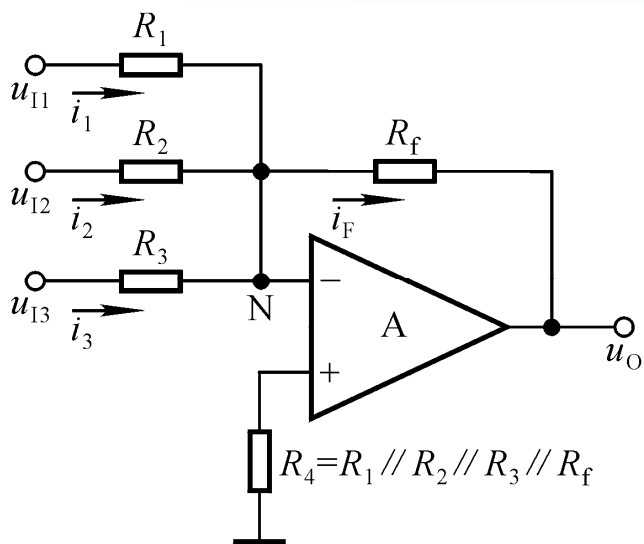 R1
uI1
i1
R2
Rf
uI2
i2
iF
R3
uI3
i3
N
−
A
+
uO
R4=R1//R2//R3//Rf